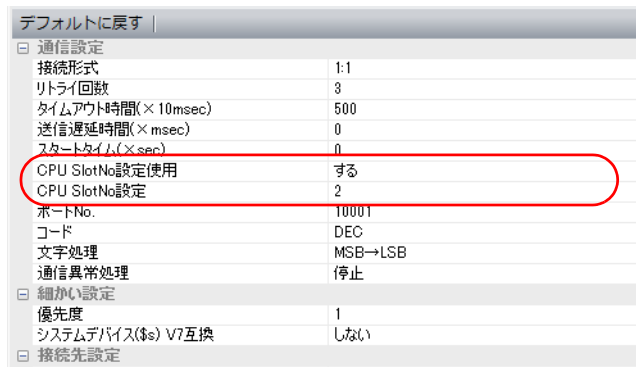 デフォルトに戻す
通信設定
接続形式 1:1
リトライ回数 3
タイムアウト時間(×10msec) 500
送信遅延時間(×msec) 0
スタートタイム(×sec) 0
CPU SlotNo設定使用 する
CPU SlotNo設定 2
ポートNo. 10001
コード DEC
文字処理 MSB→LSB
通信異常処理 停止
細かい設定
優先度 1
システムデバイス($s) V7互換 しない
接続先設定